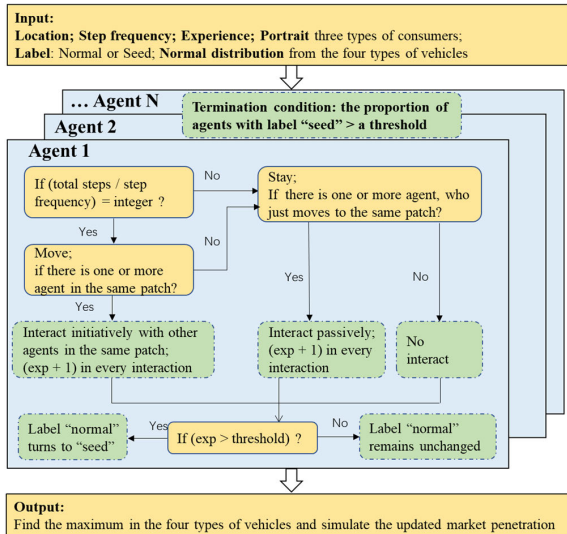 Input:
Location; Step frequency; Experience; Portrait three types of consumers;
Label: Normal or Seed; Normal distribution from the four types of vehicles
... Agent N
Termination condition: the proportion of
agents with label “seed” > a threshold
Agent 2
Agent 1
If (total steps / step
frequency) = integer ?
No
Stay;
If there is one or more agent, who
just moves to the same patch?
Yes
No
Move;
if there is one or more
agent in the same patch?
Yes
Yes
No
Interact initiatively with other
agents in the same patch;
(exp + 1) in every interaction
Interact passively;
(exp + 1) in every
interaction
No
interact
Label “normal”
turns to “seed”
Yes
If (exp > threshold) ?
No
Label “normal”
remains unchanged
Output:
Find the maximum in the four types of vehicles and simulate the updated market penetration